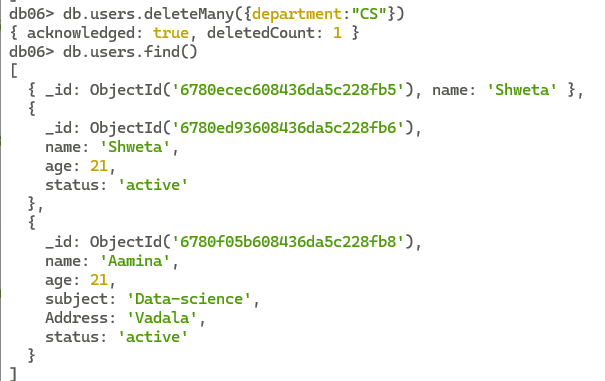 db06> db.users.deleteMany({department:"CS"})
{ acknowledged: true, deletedCount: 1 }
db06> db.users.find()
[
  { _id: ObjectId('6780ecec608436da5c228fb5'), name: 'Shweta' },
  {
    _id: ObjectId('6780ed93608436da5c228fb6'),
    name: 'Shweta',
    age: 21,
    status: 'active'
  },
  {
    _id: ObjectId('6780f05b608436da5c228fb8'),
    name: 'Aamina',
    age: 21,
    subject: 'Data-science',
    Address: 'Vadala',
    status: 'active'
  }
]